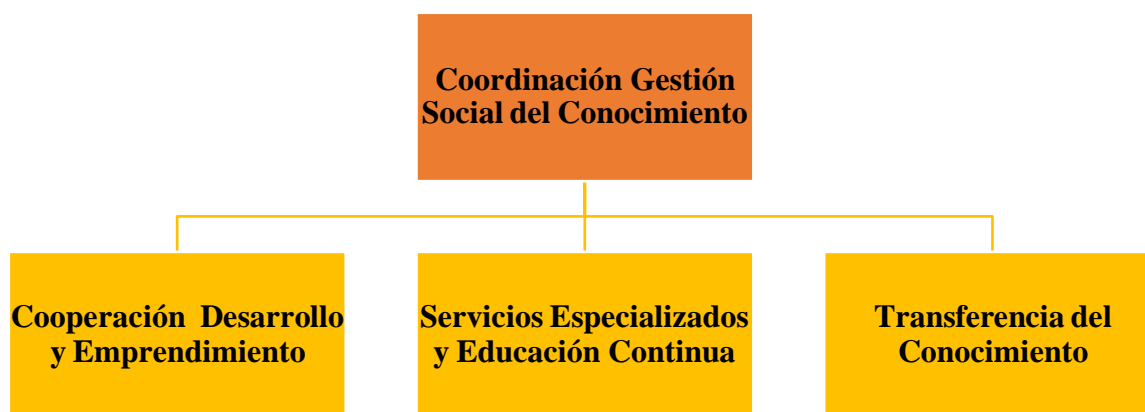 Coordinación Gestión
Social del Conocimiento
Cooperación Desarrollo
y Emprendimiento
Servicios Especializados
y Educación Continua
Transferencia del
Conocimiento